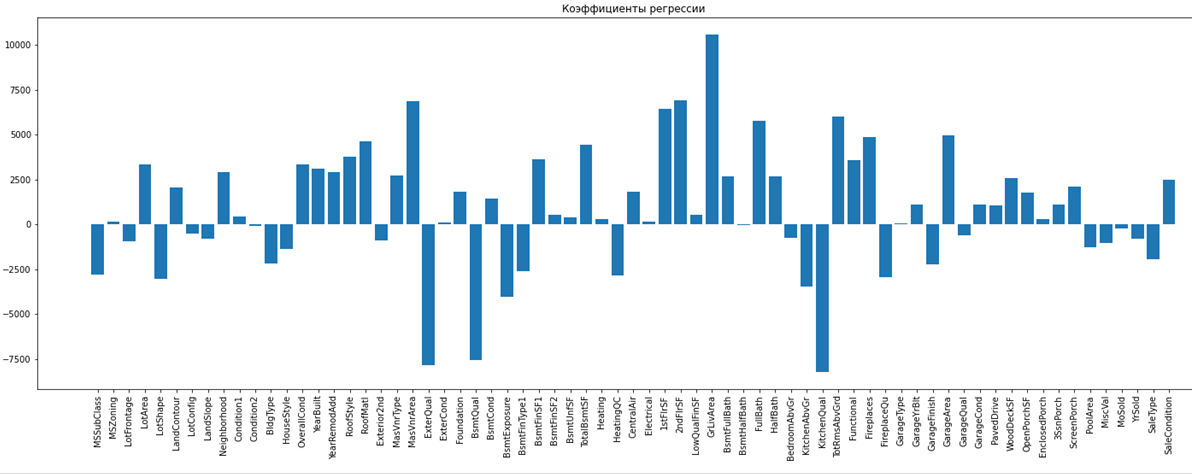 Коэффициенты регрессии
10000
7500
5000
2500
0
−2500
−5000
−7500
MSSubClass
MSZoning
LotFrontage
LotArea
LotShape
LandContour
LotConfig
LandSlope
Neighborhood
Condition1
Condition2
BldgType
HouseStyle
OverallCond
YearBuilt
YearRemodAdd
RoofStyle
RoofMatl
Exterior2nd
MasVnrType
MasVnrArea
ExterQual
ExterCond
Foundation
BsmtQual
BsmtCond
BsmtExposure
BsmtFinType1
BsmtFinSF1
BsmtFinSF2
BsmtUnfSF
TotalBsmtSF
Heating
HeatingQC
CentralAir
Electrical
1stFlrSF
2ndFlrSF
LowQualFinSF
GrLivArea
BsmtFullBath
BsmtHalfBath
FullBath
HalfBath
BedroomAbvGr
KitchenAbvGr
KitchenQual
TotRmsAbvGrd
Functional
Fireplaces
FireplaceQu
GarageType
GarageYrBlt
GarageFinish
GarageArea
GarageQual
GarageCond
PavedDrive
WoodDeckSF
OpenPorchSF
EnclosedPorch
3SsnPorch
ScreenPorch
PoolArea
MiscVal
MoSold
YrSold
SaleType
SaleCondition